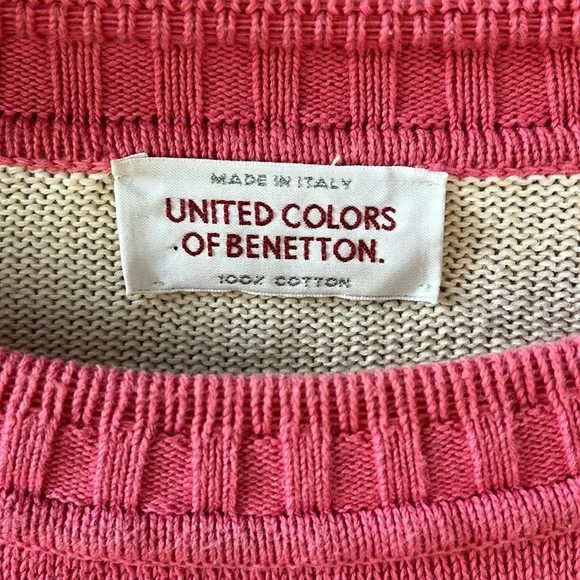 MADE IN ITALY
UNITED COLORS
OF BENETTON.
100% COTTON